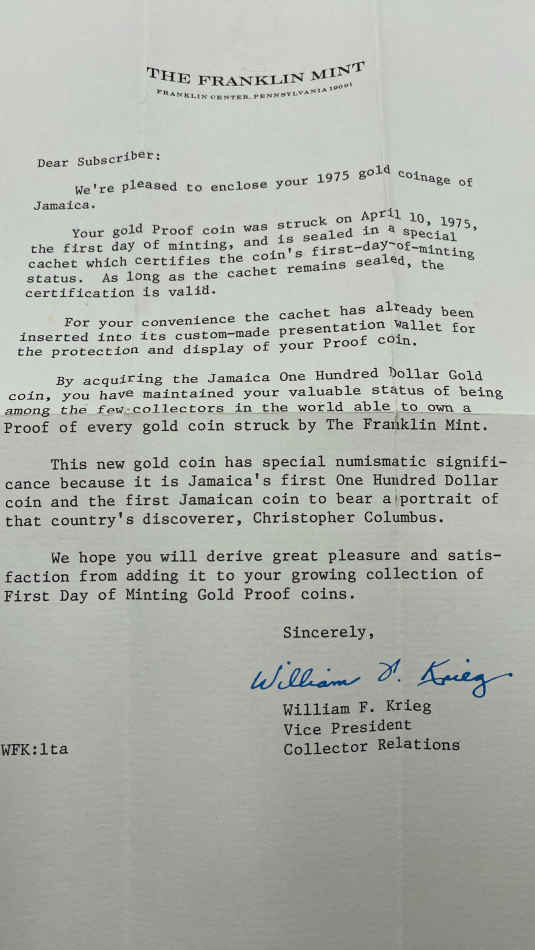 THE FRANKLIN MINT
FRANKLIN CENTER, PENNSYLVANIA 19091
Dear Subscriber:
We're pleased to enclose your 1975 gold coinage of
Jamaica.
Your gold Proof coin was struck on April 10, 1975,
the first day of minting, and is sealed in a special
cachet which certifies the coin's first-day-of-minting
status. As long as the cachet remains sealed, the
certification is valid.
For your convenience the cachet has already been
inserted into its custom-made presentation wallet for
the protection and display of your Proof coin.
By acquiring the Jamaica One Hundred Dollar Gold
coin, you have maintained your valuable status of being
among the few collectors in the world able to own a
Proof of every gold coin struck by The Franklin Mint.
This new gold coin has special numismatic signifi-
cance because it is Jamaica's first One Hundred Dollar
coin and the first Jamaican coin to bear a portrait of
that country's discoverer, Christopher Columbus.
We hope you will derive great pleasure and satis-
faction from adding it to your growing collection of
First Day of Minting Gold Proof coins.
Sincerely,
William F. Krieg
William F. Krieg
Vice President
WFK:lta Collector Relations